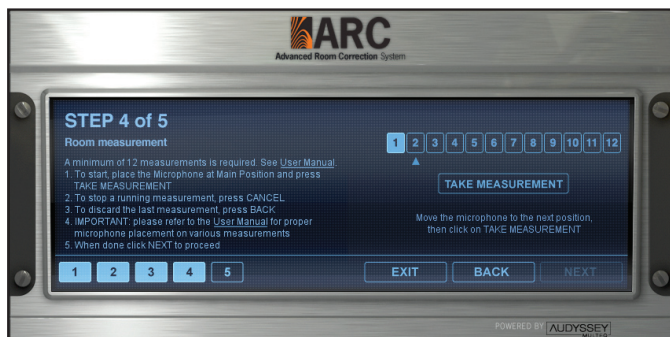 ARC
Advanced Room Correction System
STEP 4 of 5
Room measurement
A minimum of 12 measurements is required. See User Manual.
1. To start, place the Microphone at Main Position and press
TAKE MEASUREMENT
2. To stop a running measurement, press CANCEL
3. To discard the last measurement, press BACK
4. IMPORTANT: please refer to the User Manual for proper
microphone placement on various measurements
5. When done click NEXT to proceed
1 2 3 4 5 6 7 8 9 10 11 12
TAKE MEASUREMENT
Move the microphone to the next position,
then click on TAKE MEASUREMENT
1 2 3 4 5
EXIT BACK NEXT
POWERED BY AUDYSSEY